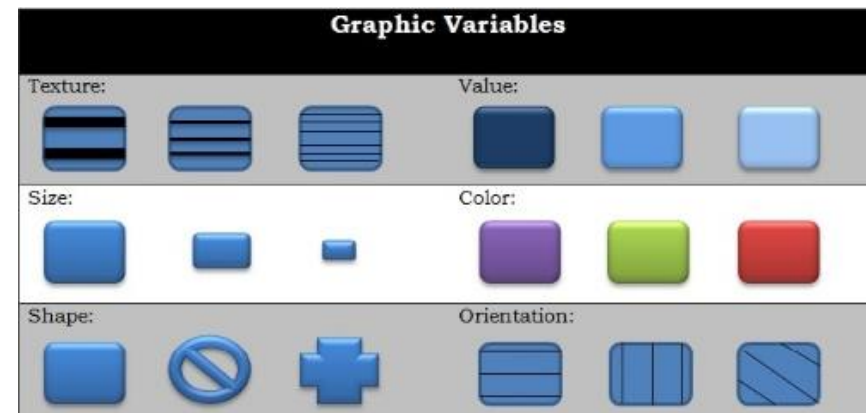 Graphic Variables
Texture:
Value:
Size:
Color:
Shape:
Orientation: